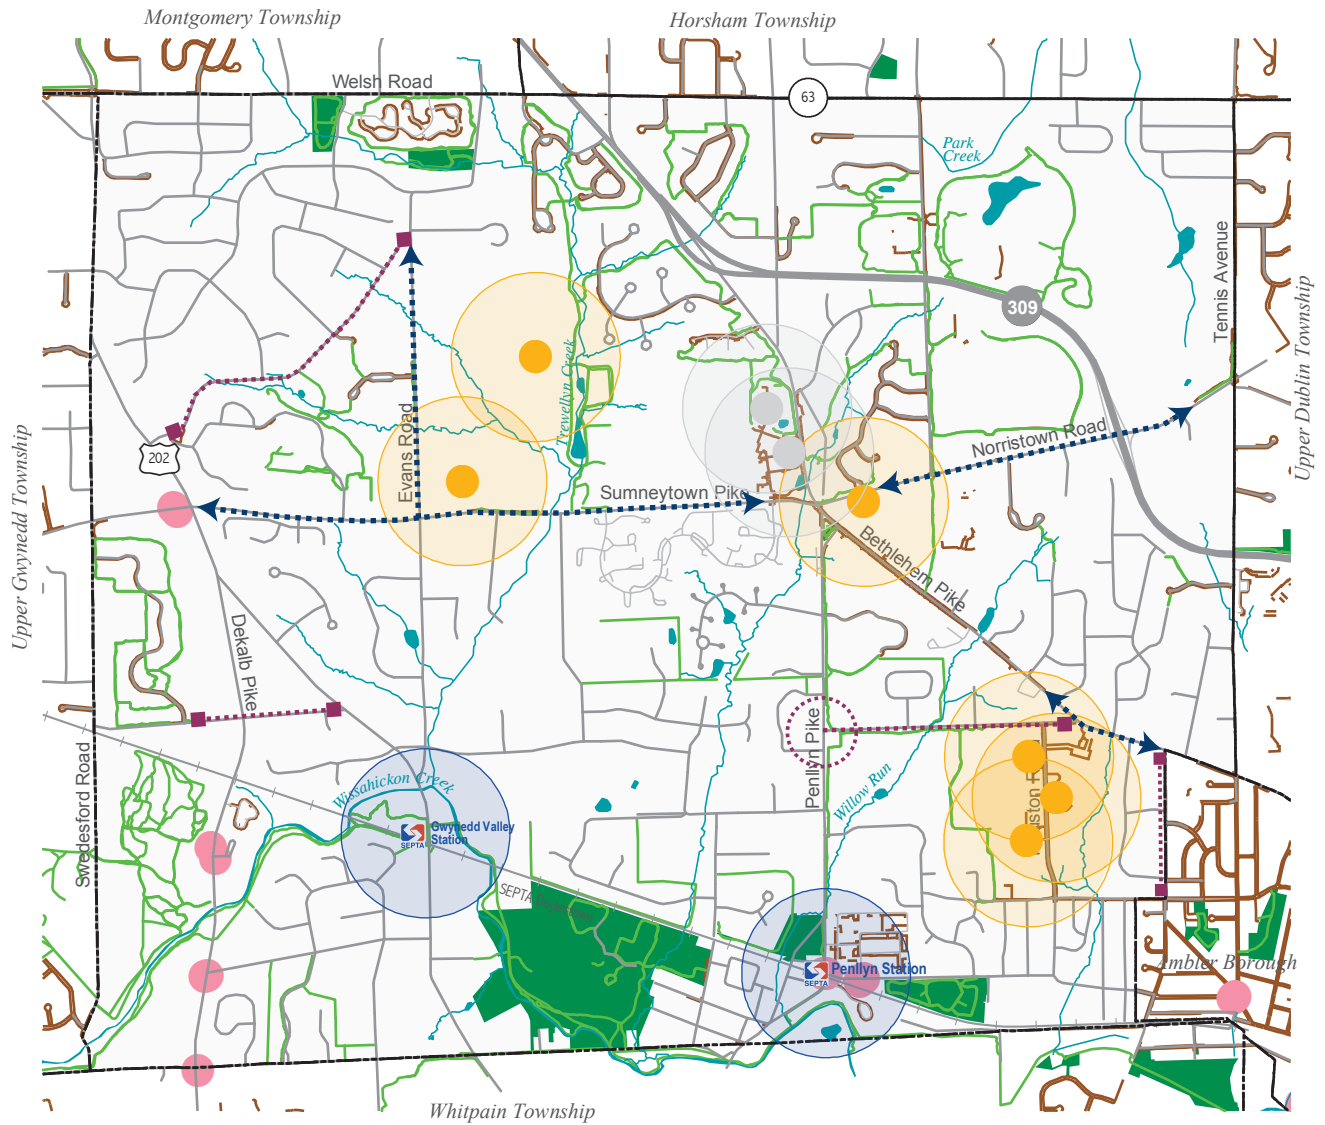 Montgomery Township
Horsham Township
Welsh Road
63
Park
Creek
Tennis Avenue
309
Upper Dublin Township
Trewellyn Creek
Evans Road
Norristown Road
202
Upper Gwynedd Township
Sumneytown Pike
Bethlehem Pike
Dekalb Pike
Penllyn Pike
Swedesford Road
Wissahickon Creek
Willow Run
Gwynedd Valley
Station
SEPTA
SEPTA
Penllyn Station
SEPTA
Ambler Borough
Whitpain Township